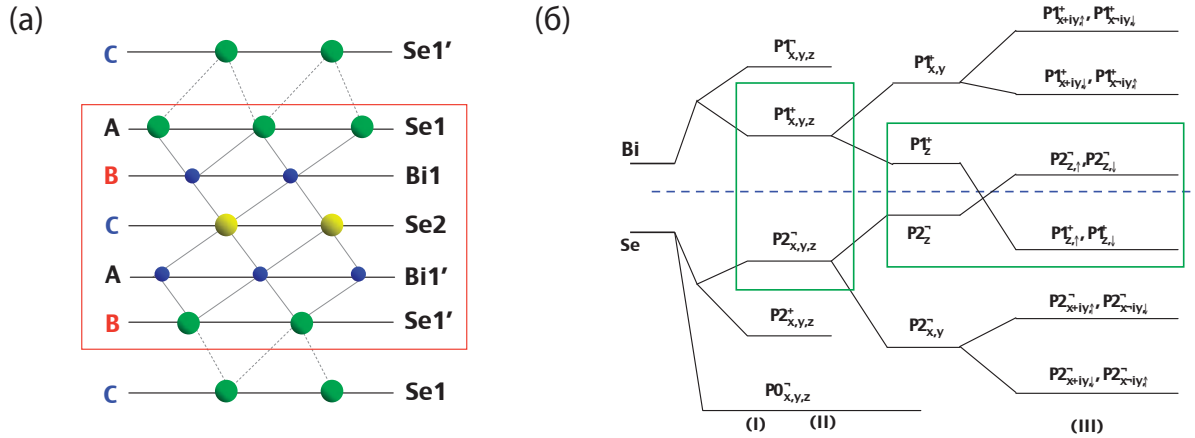 (а)
C Se1’
A Se1
B Bi1
C Se2
A Bi1’
B Se1’
C Se1
(б)
Bi
Se
P1⁻x,y,z
P1⁺x,y,z
P2⁻x,y,z
P2⁺x,y,z
P0⁻x,y,z
P1⁺x,y
P1⁺z
P2⁻z
P2⁻x,y
P1⁺x+iy,↑, P1⁺x-iy,↓
P1⁺x+iy,↓, P1⁺x-iy,↑
P2⁻z,↑, P2⁻z,↓
P1⁺z,↑, P1⁺z,↓
P2⁻x+iy,↑, P2⁻x-iy,↓
P2⁻x+iy,↓, P2⁻x-iy,↑
(I) (II) (III)